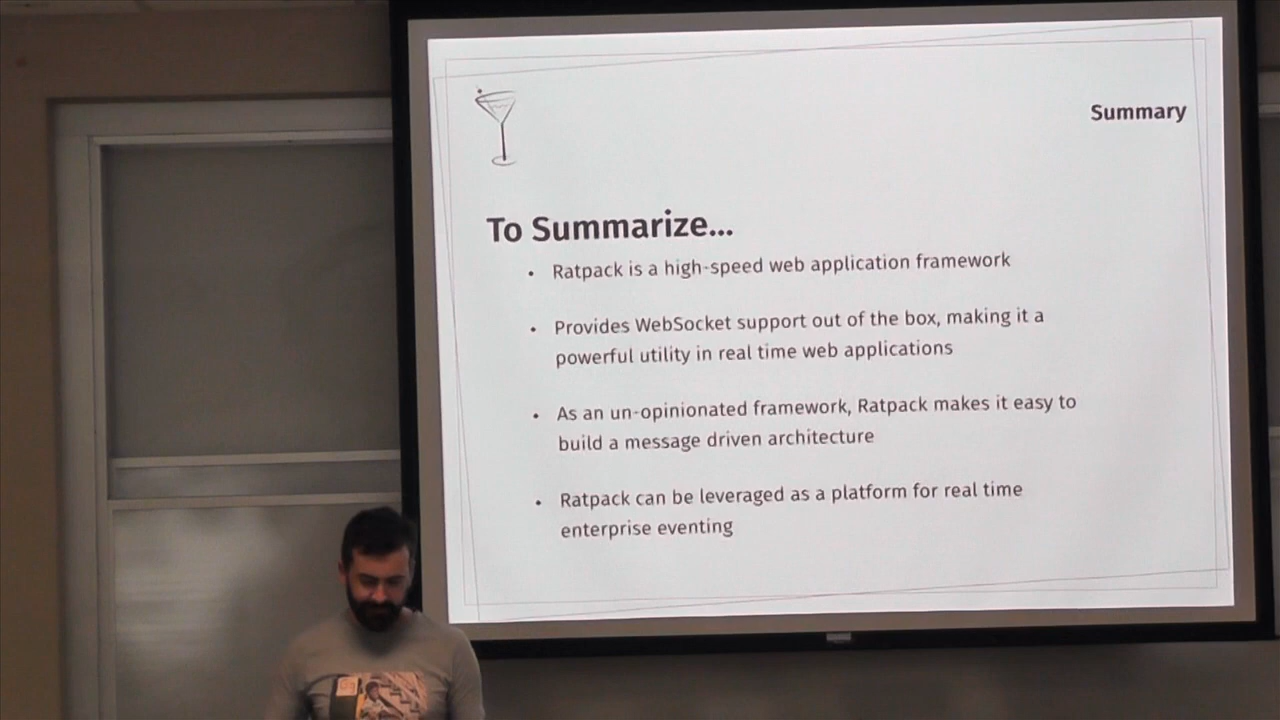 Summary
To Summarize...
• Ratpack is a high-speed web application framework
• Provides WebSocket support out of the box, making it a
powerful utility in real time web applications
• As an un-opinionated framework, Ratpack makes it easy to
build a message driven architecture
• Ratpack can be leveraged as a platform for real time
enterprise eventing